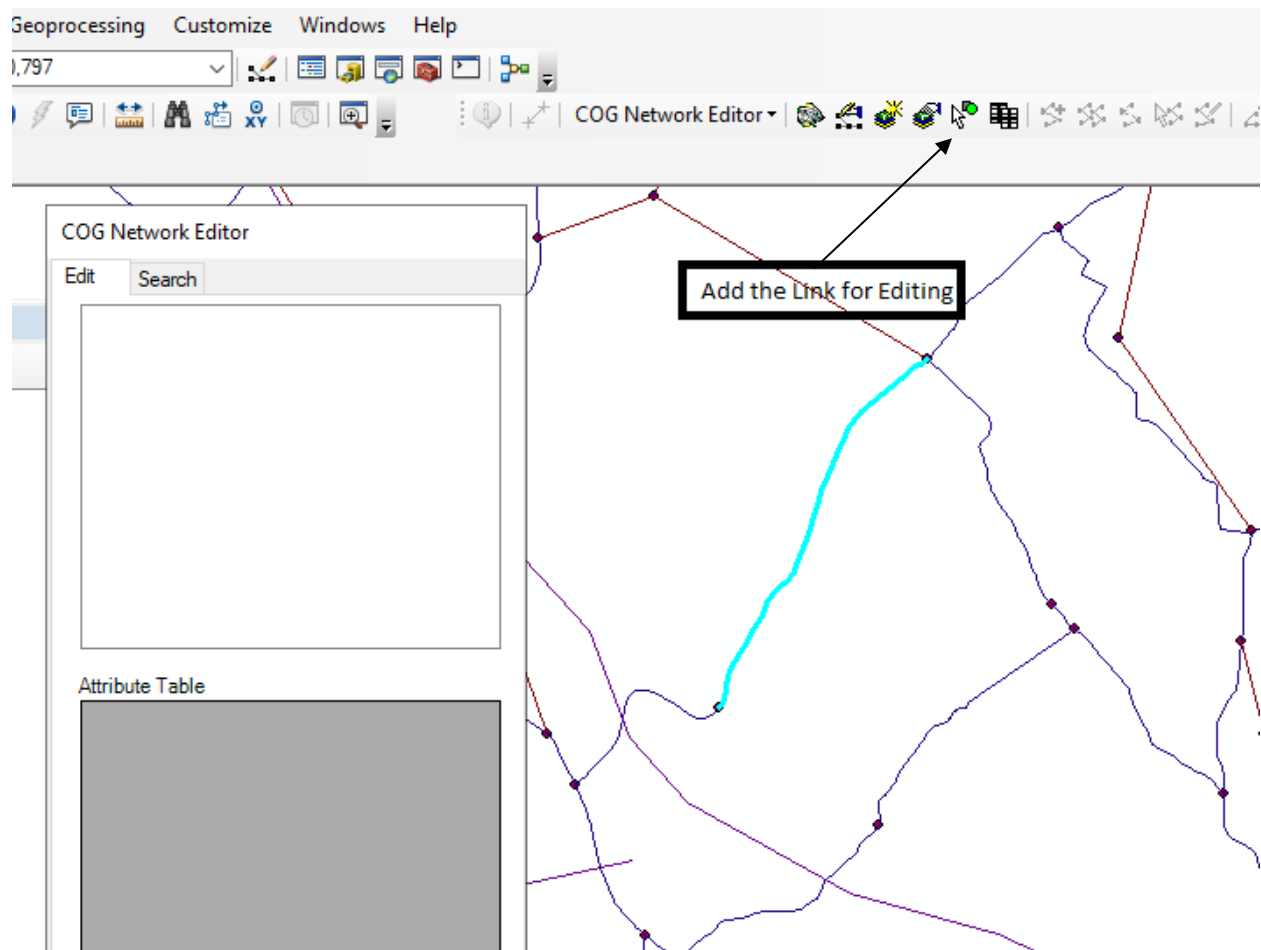 Geoprocessing Customize Windows Help
,797
XY
COG Network Editor
COG Network Editor
Edit Search
Add the Link for Editing
Attribute Table